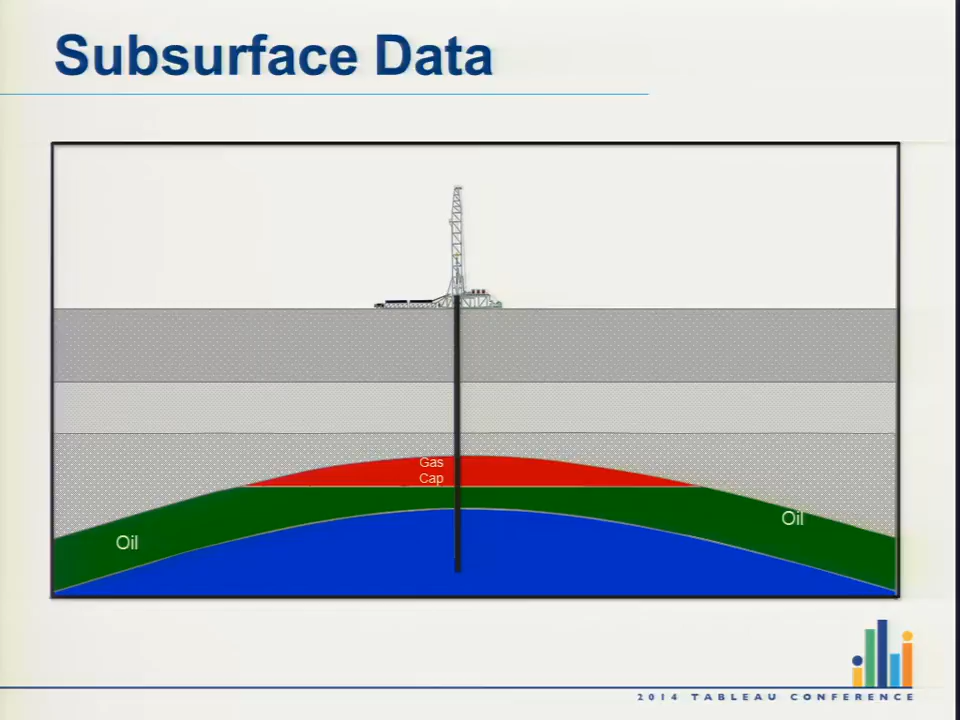 Subsurface Data
Gas
Cap
Oil
Oil
2014 TABLEAU CONFERENCE